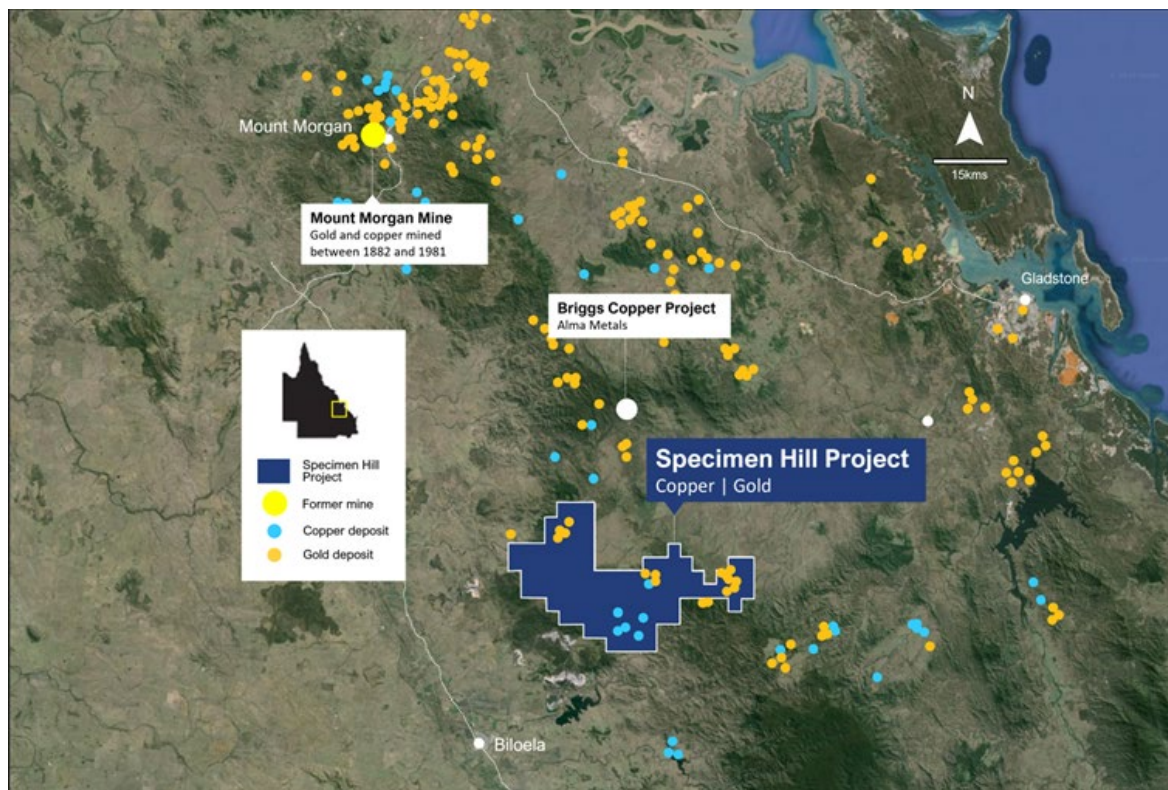 Mount Morgan
Mount Morgan Mine
Gold and copper mined
between 1882 and 1981
N
15kms
Gladstone
Briggs Copper Project
Alma Metals
Specimen Hill Project
Copper | Gold
Specimen Hill
Project
Former mine
Copper deposit
Gold deposit
Biloela